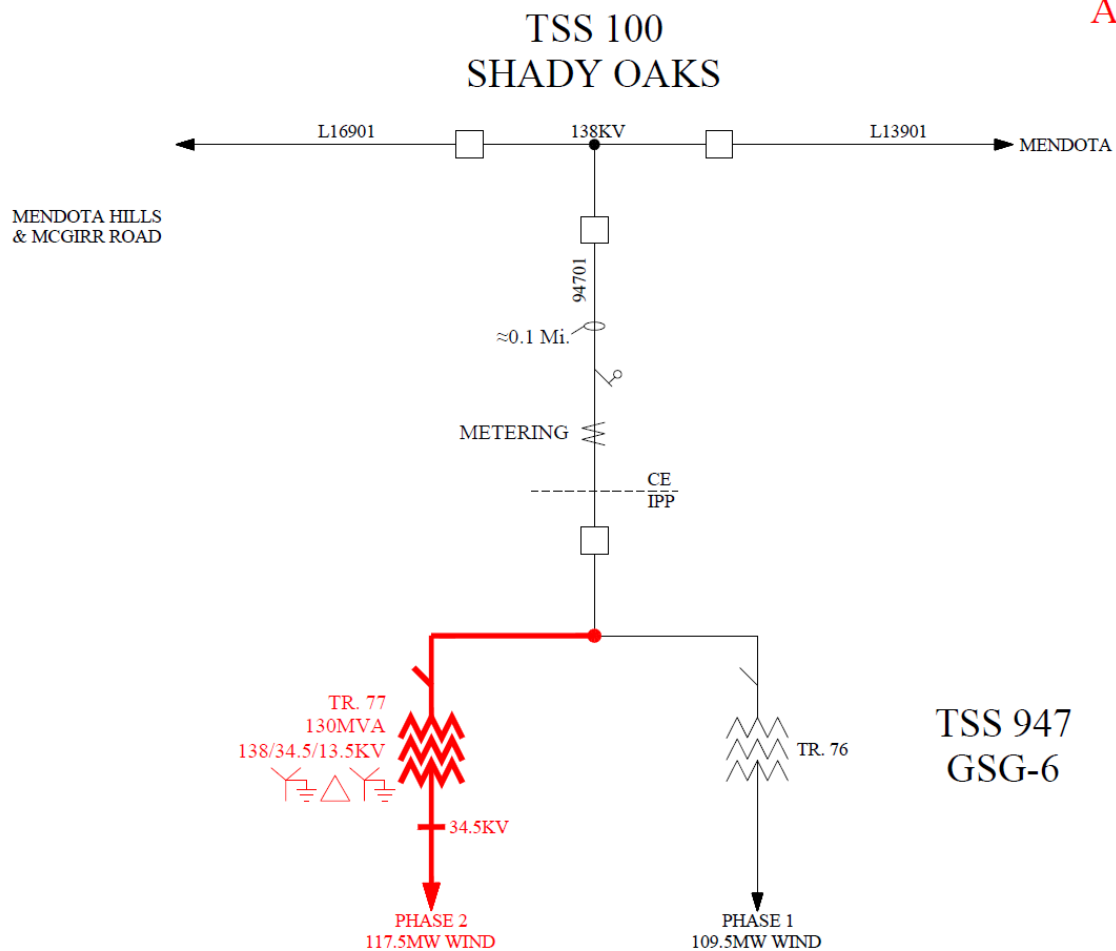 A
TSS 100
SHADY OAKS
L16901
138KV
L13901
MENDOTA
MENDOTA HILLS
& MCGIRR ROAD
94701
≈0.1 Mi.
METERING
CE
IPP
TR. 77
130MVA
138/34.5/13.5KV
34.5KV
TR. 76
TSS 947
GSG-6
PHASE 2
117.5MW WIND
PHASE 1
109.5MW WIND